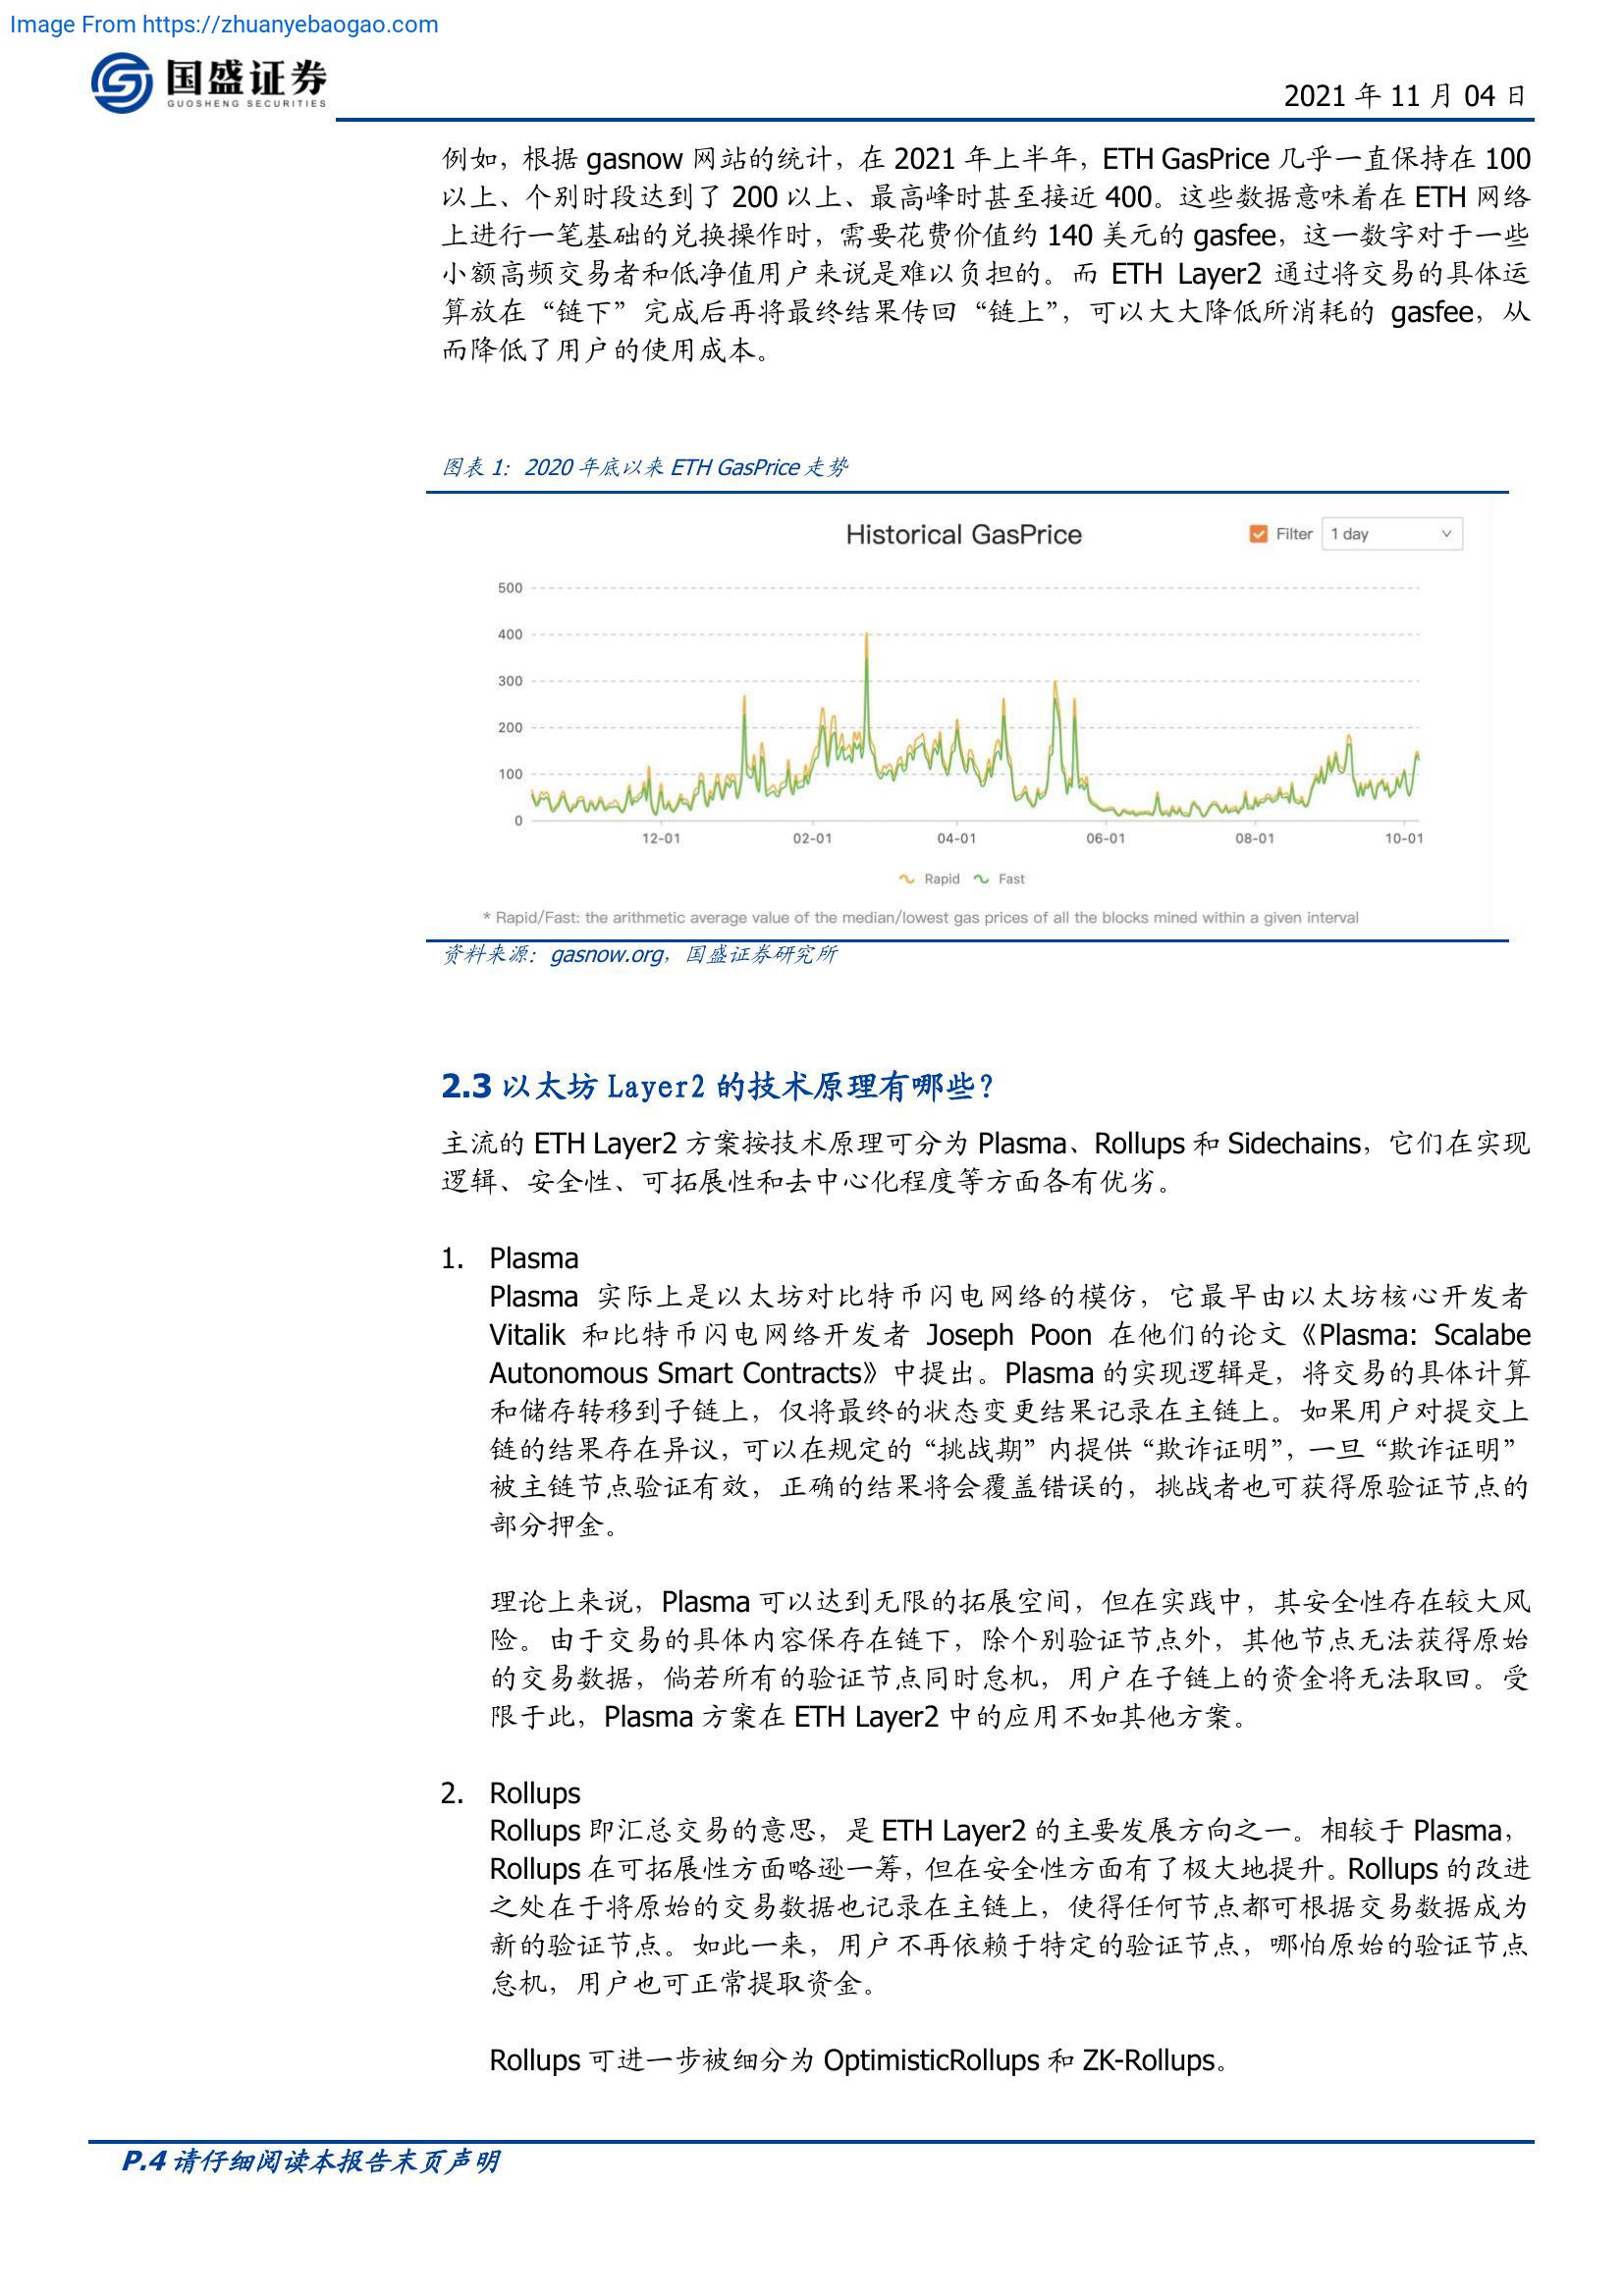 Image From https://zhuanyebaogao.com
国盛证券
GUOSHENG SECURITIES
2021 年 11 月 04 日
例如，根据 gasnow 网站的统计，在 2021 年上半年，ETH GasPrice 几乎一直保持在 100
以上、个别时段达到了 200 以上、最高峰时甚至接近 400。这些数据意味着在 ETH 网络
上进行一笔基础的兑换操作时，需要花费价值约 140 美元的 gasfee，这一数字对于一些
小额高频交易者和低净值用户来说是难以负担的。而 ETH Layer2 通过将交易的具体运
算放在“链下”完成后再将最终结果传回“链上”，可以大大降低所消耗的 gasfee，从
而降低了用户的使用成本。
图表 1：2020 年底以来 ETH GasPrice 走势
Historical GasPrice
Filter
1 day
500
400
300
200
100
0
12-01 02-01 04-01 06-01 08-01 10-01
Rapid Fast
* Rapid/Fast: the arithmetic average value of the median/lowest gas prices of all the blocks mined within a given interval
资料来源：gasnow.org，国盛证券研究所
2.3 以太坊 Layer2 的技术原理有哪些？
主流的 ETH Layer2 方案按技术原理可分为 Plasma、Rollups 和 Sidechains，它们在实现
逻辑、安全性、可拓展性和去中心化程度等方面各有优劣。
1. Plasma
Plasma 实际上是以太坊对比特币闪电网络的模仿，它最早由以太坊核心开发者
Vitalik 和比特币闪电网络开发者 Joseph Poon 在他们的论文《Plasma: Scalabe
Autonomous Smart Contracts》中提出。Plasma 的实现逻辑是，将交易的具体计算
和储存转移到子链上，仅将最终的状态变更结果记录在主链上。如果用户对提交上
链的结果存在异议，可以在规定的“挑战期”内提供“欺诈证明”，一旦“欺诈证明”
被主链节点验证有效，正确的结果将会覆盖错误的，挑战者也可获得原验证节点的
部分押金。
理论上来说，Plasma 可以达到无限的拓展空间，但在实践中，其安全性存在较大风
险。由于交易的具体内容保存在链下，除个别验证节点外，其他节点无法获得原始
的交易数据，倘若所有的验证节点同时怠机，用户在子链上的资金将无法取回。受
限于此，Plasma 方案在 ETH Layer2 中的应用不如其他方案。
2. Rollups
Rollups 即汇总交易的意思，是 ETH Layer2 的主要发展方向之一。相较于 Plasma，
Rollups 在可拓展性方面略逊一筹，但在安全性方面有了极大地提升。Rollups 的改进
之处在于将原始的交易数据也记录在主链上，使得任何节点都可根据交易数据成为
新的验证节点。如此一来，用户不再依赖于特定的验证节点，哪怕原始的验证节点
怠机，用户也可正常提取资金。
Rollups 可进一步被细分为 OptimisticRollups 和 ZK-Rollups。
P.4 请仔细阅读本报告末页声明